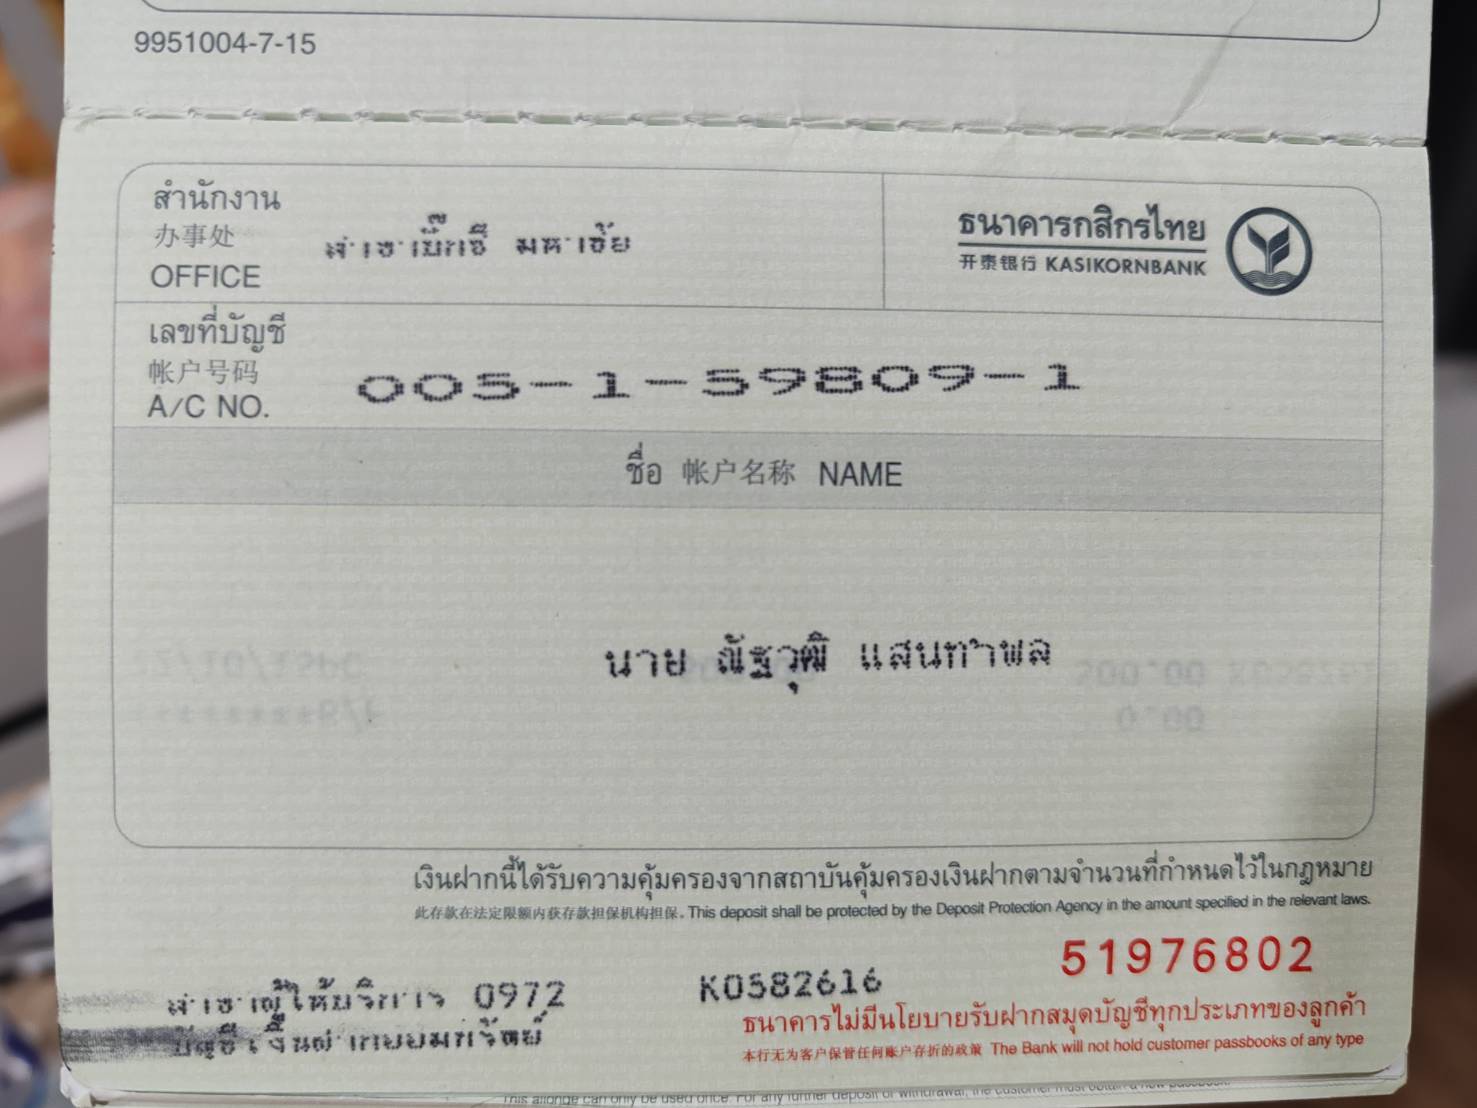 9951004-7-15
สำนักงาน
办事处
OFFICE
สาขาบิ๊กซี มหาชัย
ธนาคารกสิกรไทย
开泰银行 KASIKORNBANK
เลขที่บัญชี
帐户号码
A/C NO.
005-1-59809-1
ชื่อ 帐户名称 NAME
นาย ณัฐวุฒิ แสนทำพล
เงินฝากนี้ได้รับความคุ้มครองจากสถาบันคุ้มครองเงินฝากตามจำนวนที่กำหนดไว้ในกฎหมาย
此存款在法定限额内获存款担保机构担保。This deposit shall be protected by the Deposit Protection Agency in the amount specified in the relevant laws.
51976802
สาขาผู้ให้บริการ 0972
K0582616
บัญชีเงินฝากออมทรัพย์
ธนาคารไม่มีนโยบายรับฝากสมุดบัญชีทุกประเภทของลูกค้า
本行无为客户保管任何账户存折的政策 The Bank will not hold customer passbooks of any type
This allonge can only be used once. For any further deposit or withdrawal, the customer must obtain a new passbook.